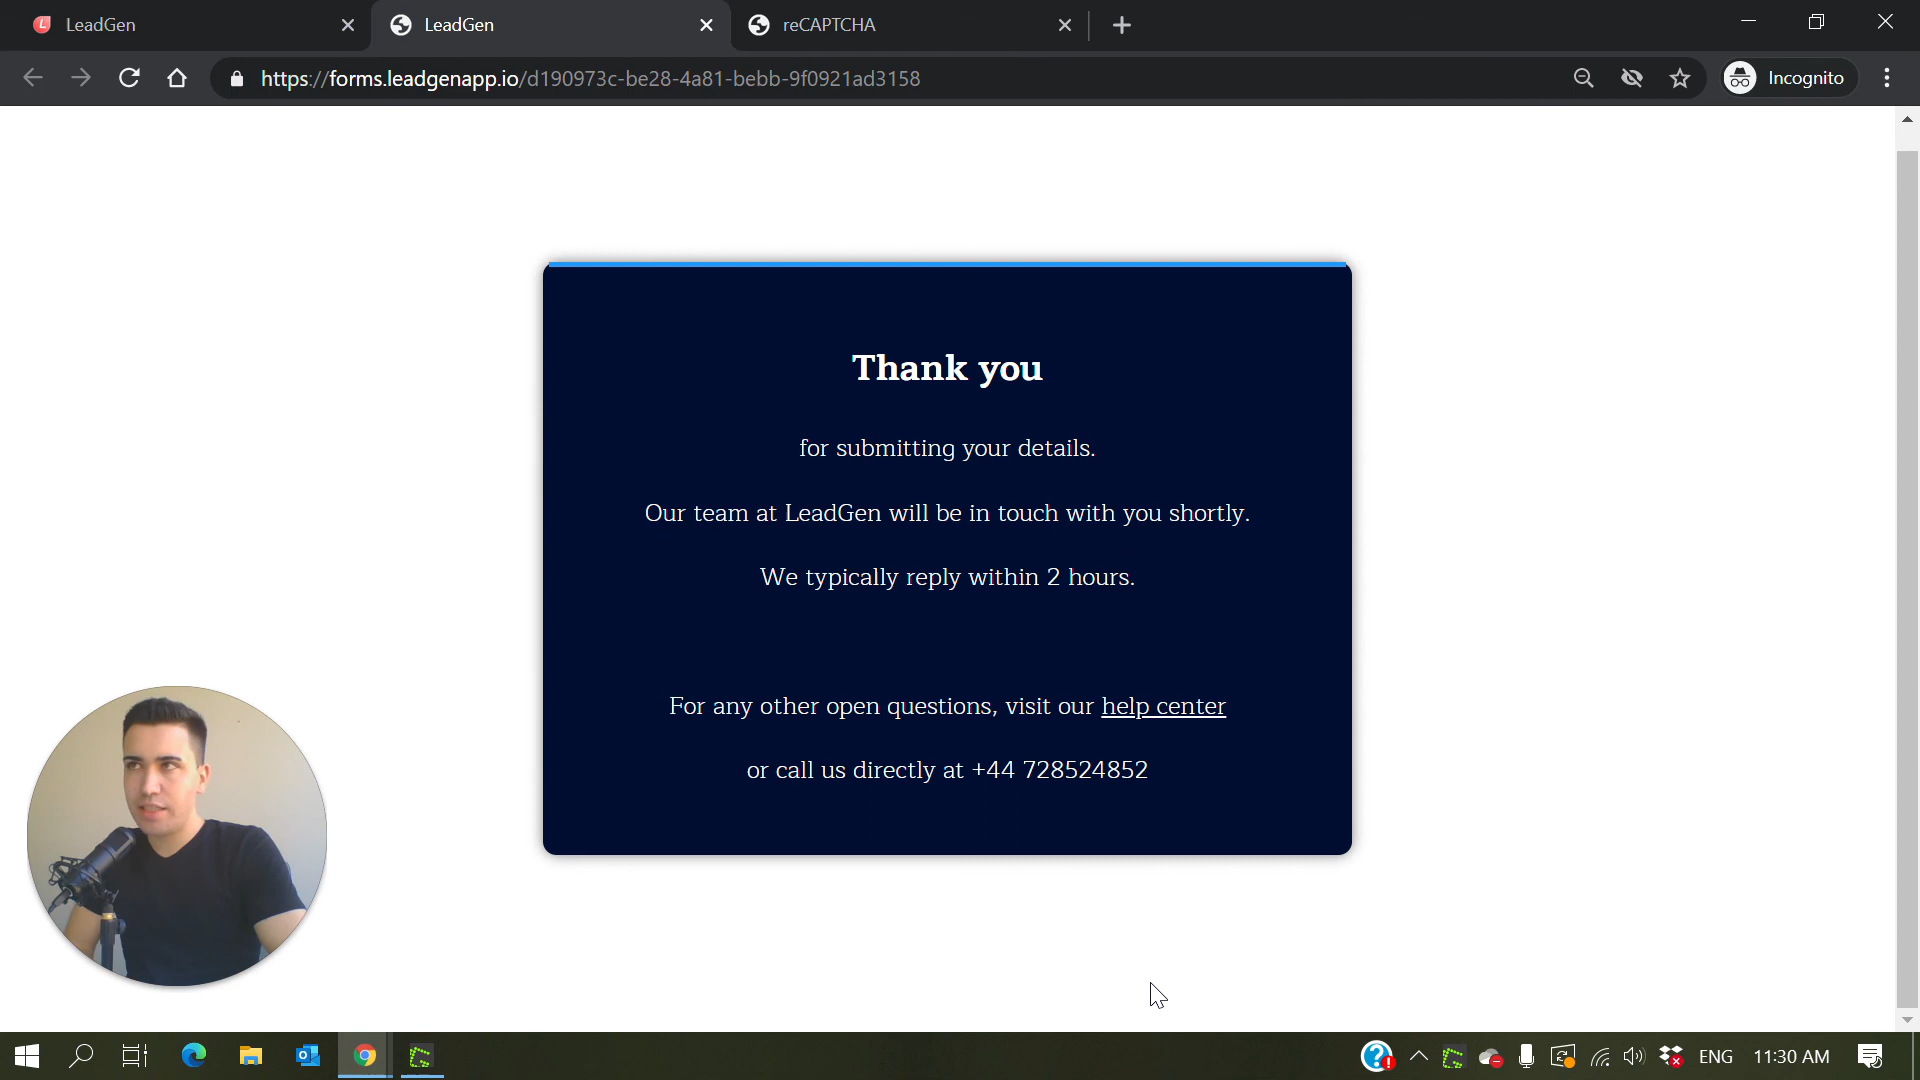 LeadGen
LeadGen
reCAPTCHA
https://forms.leadgenapp.io/d190973c-be28-4a81-bebb-9f0921ad3158
Incognito
Thank you
for submitting your details.
Our team at LeadGen will be in touch with you shortly.
We typically reply within 2 hours.
For any other open questions, visit our help center
or call us directly at +44 728524852
ENG
11:30 AM